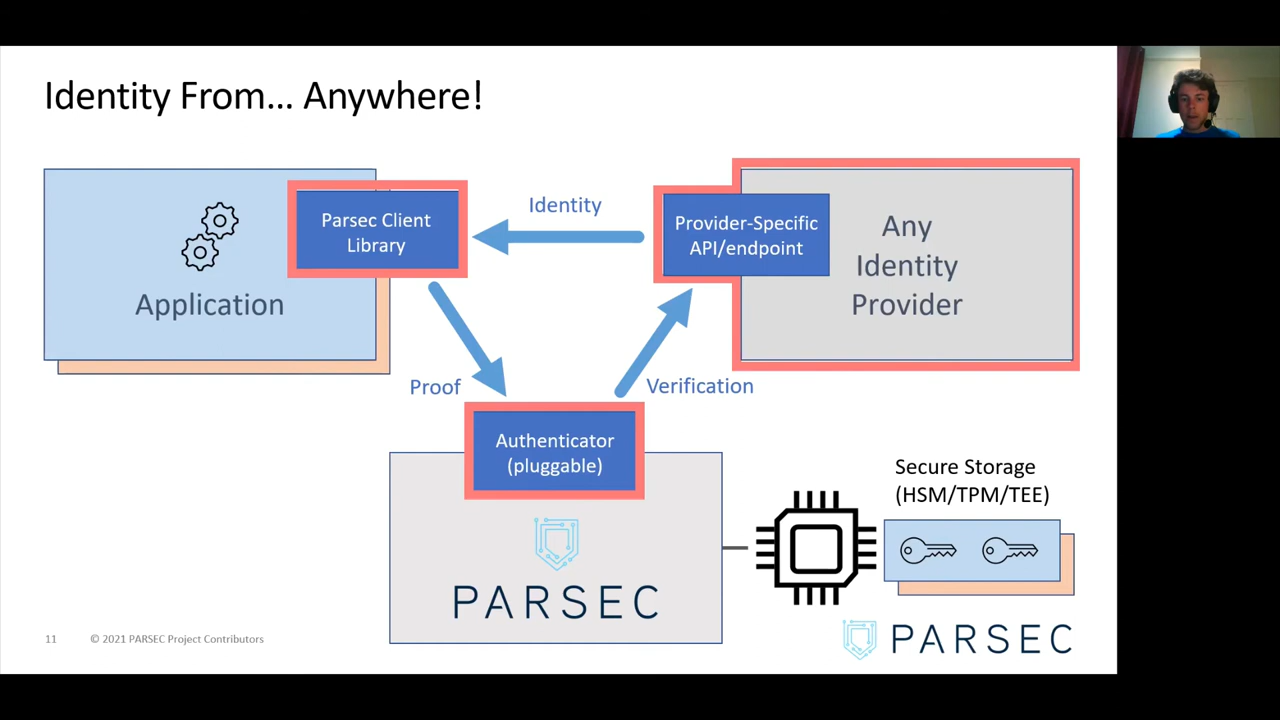 Identity From... Anywhere!
Parsec Client
Library
Application
Identity
Provider-Specific
API/endpoint
Any
Identity
Provider
Proof
Verification
Authenticator
(pluggable)
PARSEC
Secure Storage
(HSM/TPM/TEE)
11
© 2021 PARSEC Project Contributors
PARSEC